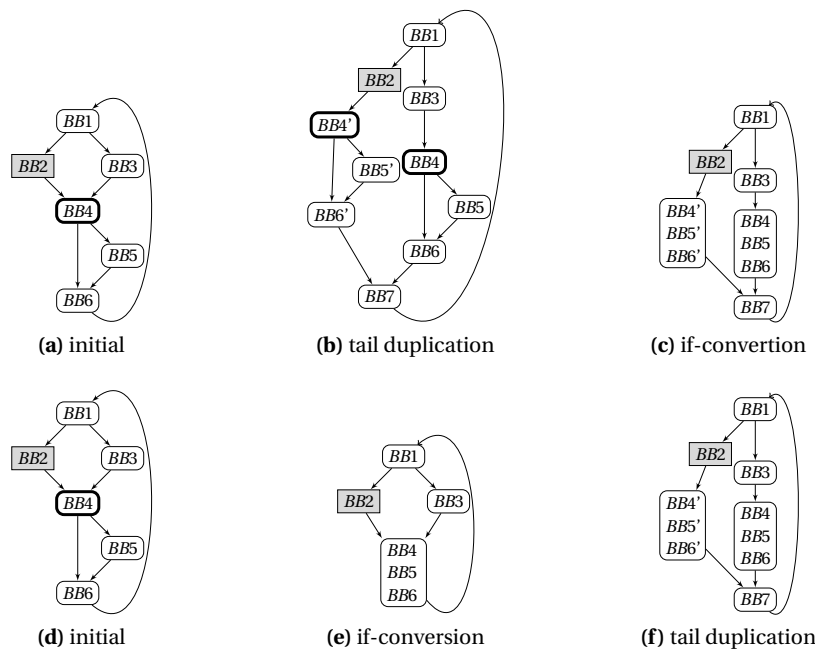 BB1
BB2
BB3
BB4
BB5
BB6
(a) initial
BB1
BB2
BB3
BB4'
BB4
BB5'
BB5
BB6'
BB6
BB7
(b) tail duplication
BB1
BB2
BB3
BB4'
BB5'
BB6'
BB4
BB5
BB6
BB7
(c) if-convertion
BB1
BB2
BB3
BB4
BB5
BB6
(d) initial
BB1
BB2
BB3
BB4
BB5
BB6
(e) if-conversion
BB1
BB2
BB3
BB4'
BB5'
BB6'
BB4
BB5
BB6
BB7
(f) tail duplication